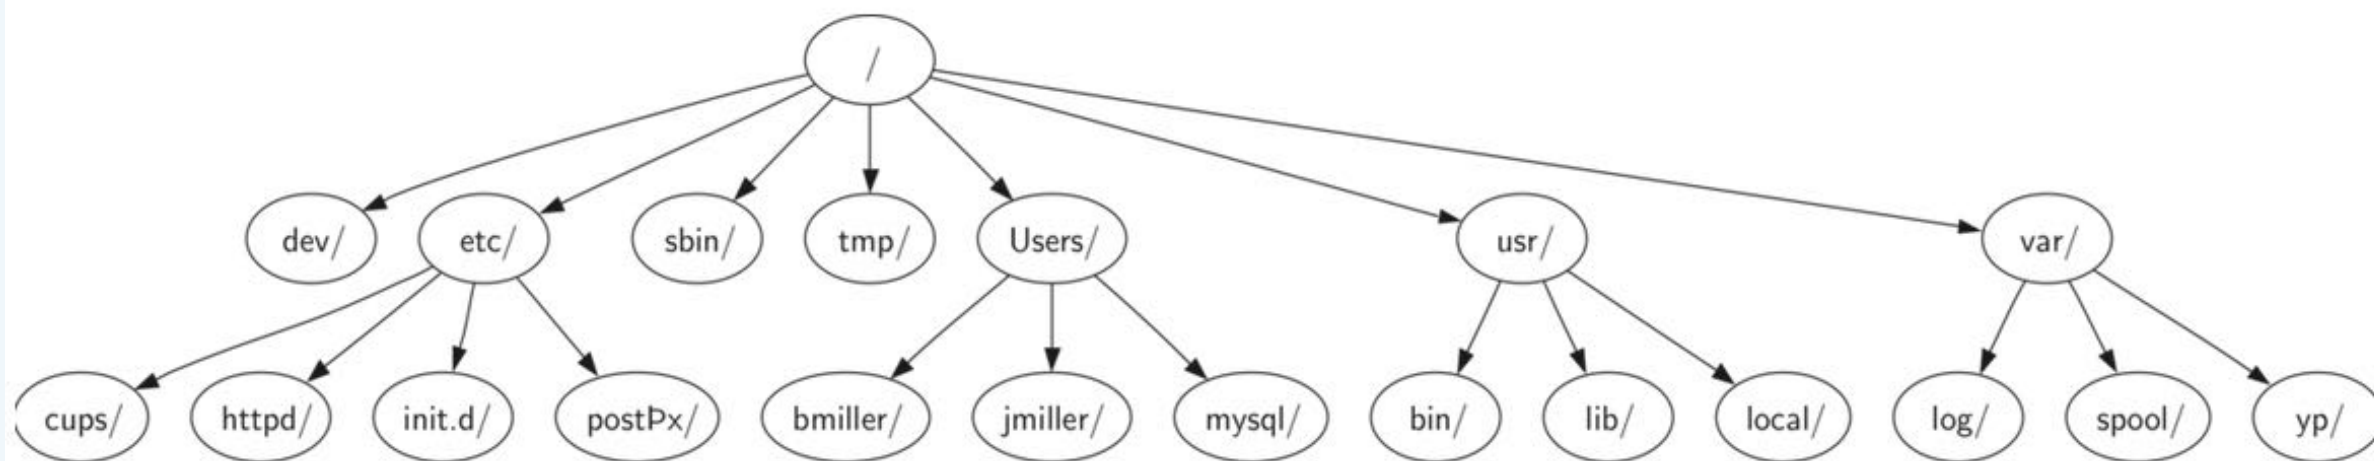 /
dev/ etc/ sbin/ tmp/ Users/ usr/ var/
cups/ httpd/ init.d/ postÞx/ bmiller/ jmiller/ mysql/ bin/ lib/ local/ log/ spool/ yp/